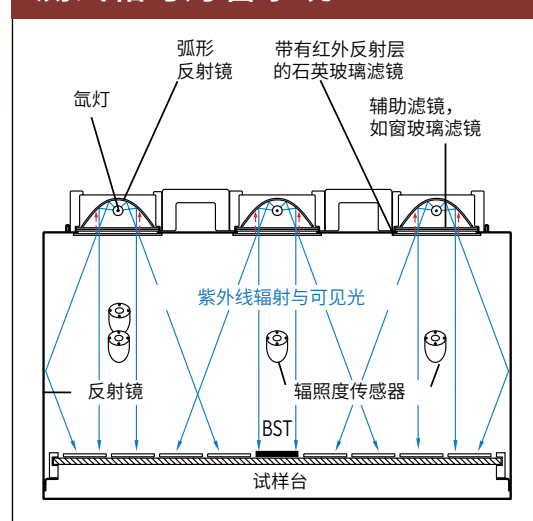 弧形
反射镜
带有红外反射层
的石英玻璃滤镜
氙灯
辅助滤镜，
如窗玻璃滤镜
紫外线辐射与可见光
反射镜
辐照度传感器
BST
试样台